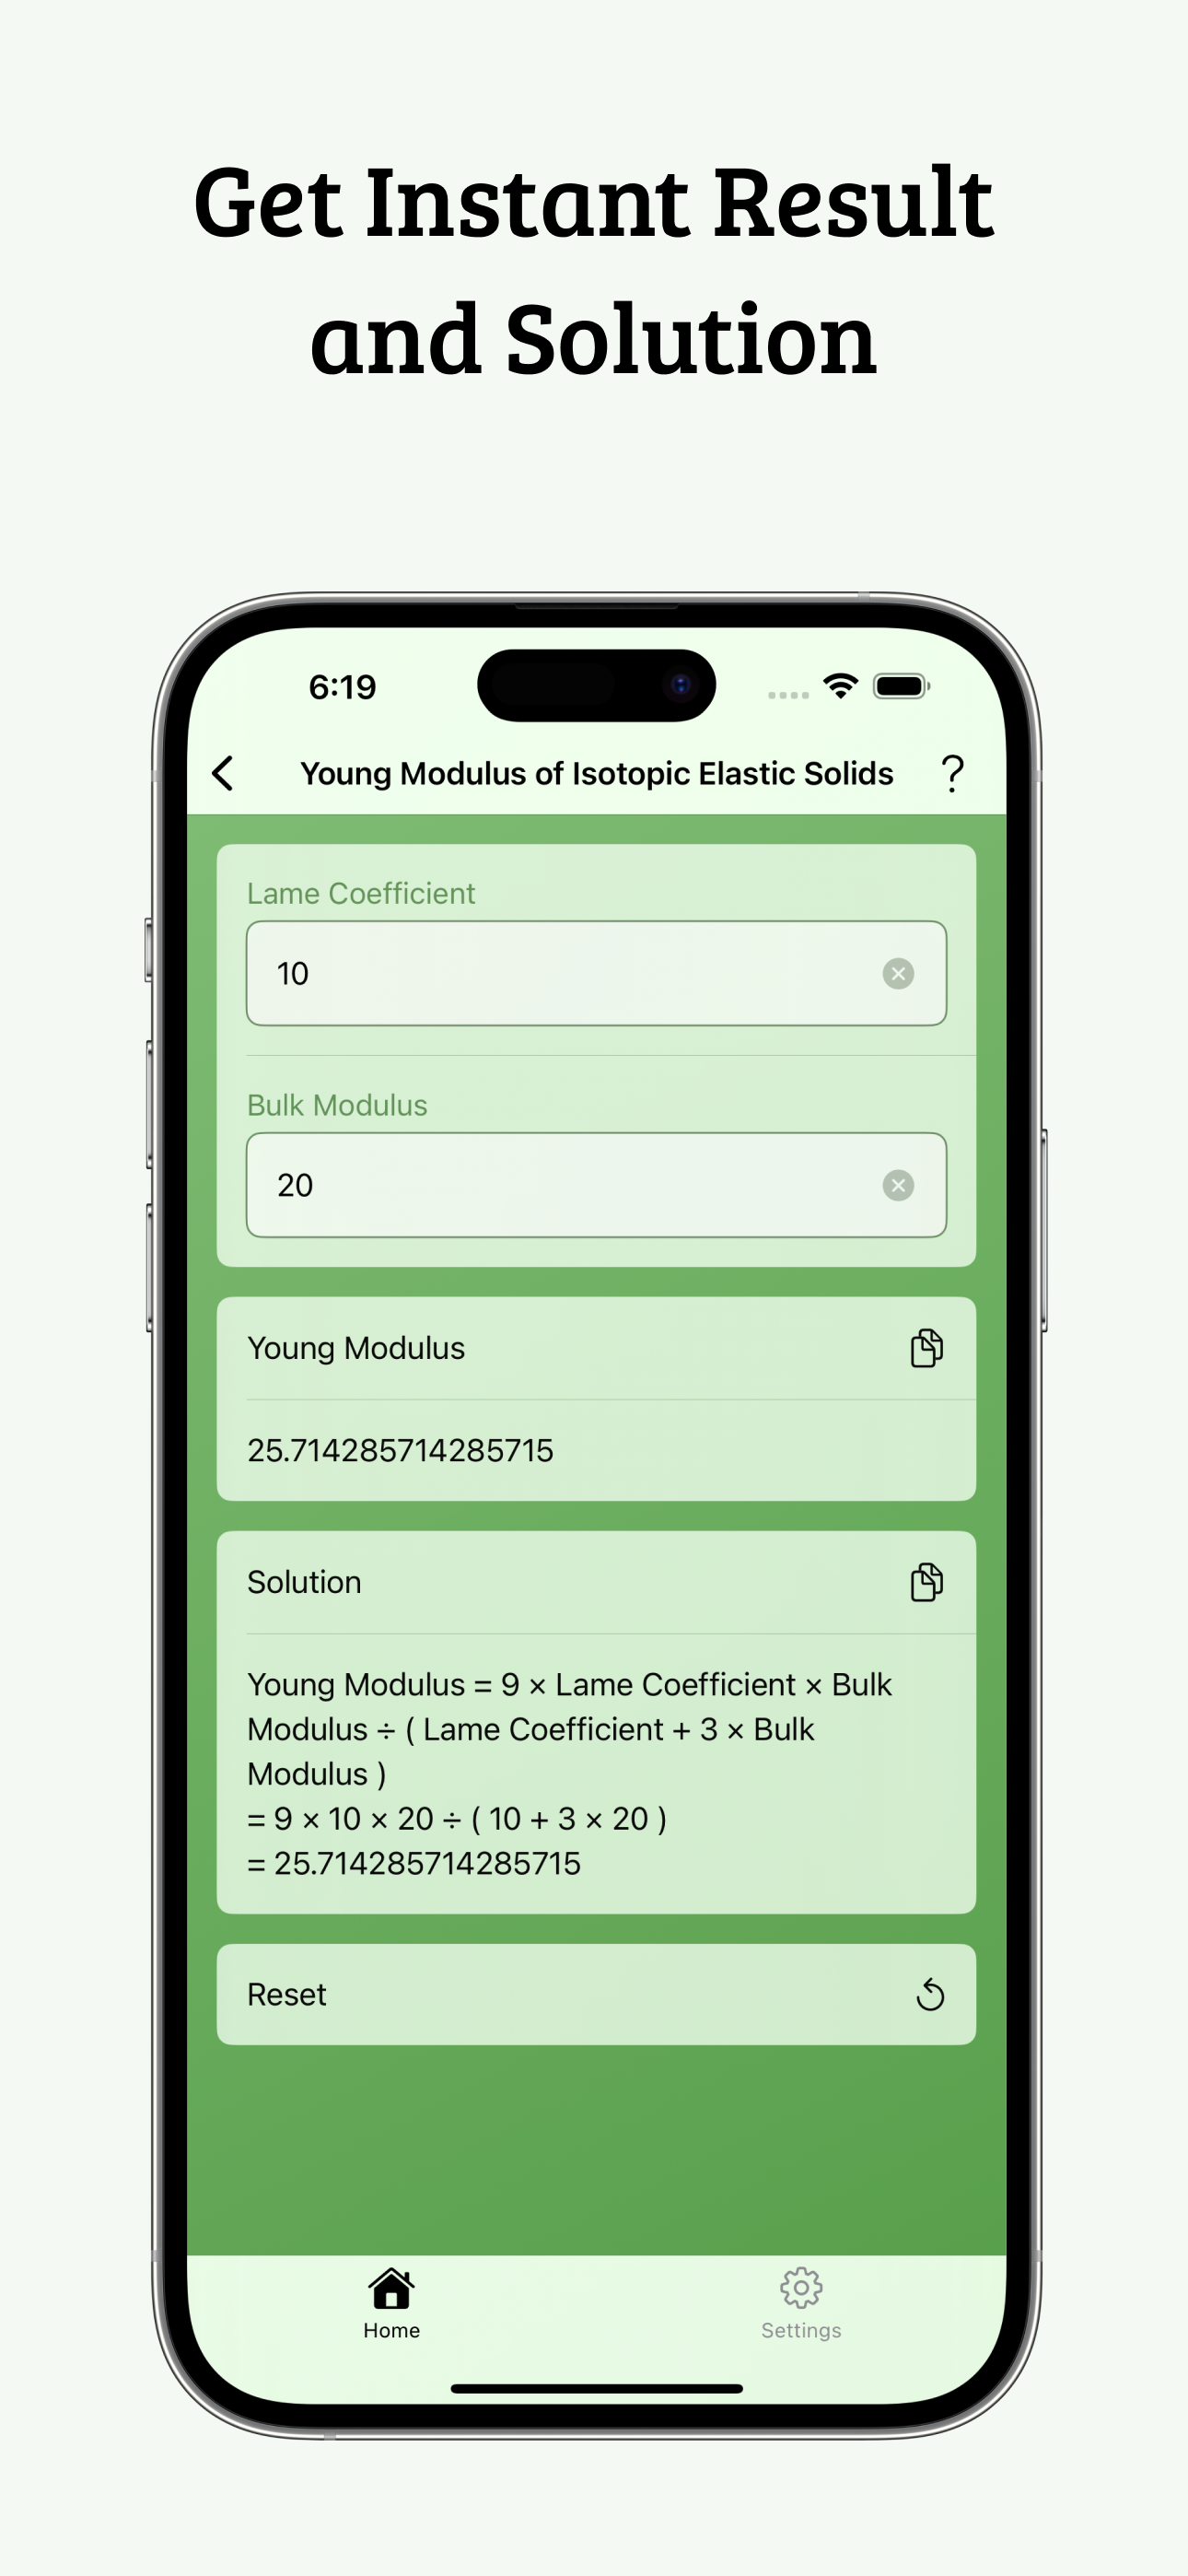 Get Instant Result
and Solution
6:19
Young Modulus of Isotopic Elastic Solids ?
Lame Coefficient
10
Bulk Modulus
20
Young Modulus
25.714285714285715
Solution
Young Modulus = 9 × Lame Coefficient × Bulk
Modulus ÷ ( Lame Coefficient + 3 × Bulk
Modulus )
= 9 × 10 × 20 ÷ ( 10 + 3 × 20 )
= 25.714285714285715
Reset
Home
Settings